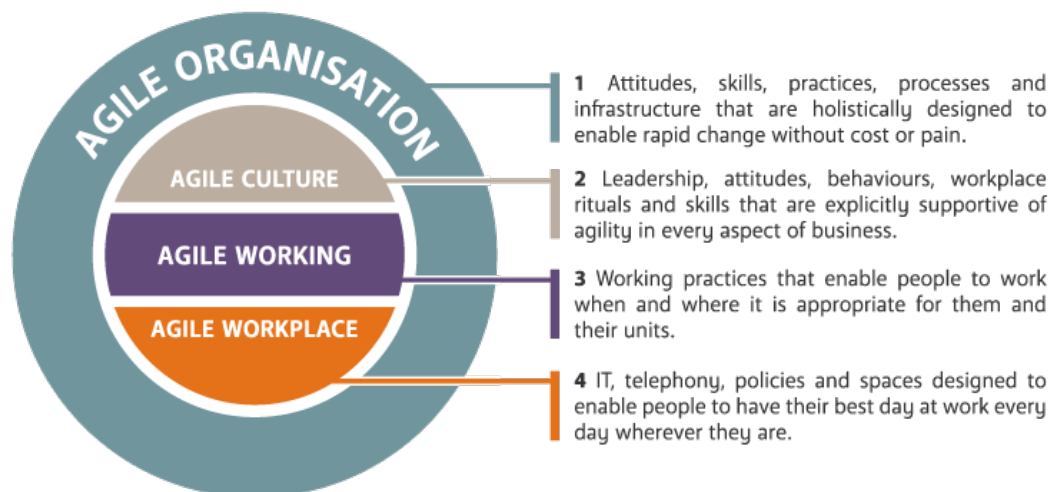 AGILE ORGANISATION
AGILE CULTURE
AGILE WORKING
AGILE WORKPLACE
1 Attitudes, skills, practices, processes and
infrastructure that are holistically designed to
enable rapid change without cost or pain.
2 Leadership, attitudes, behaviours, workplace
rituals and skills that are explicitly supportive of
agility in every aspect of business.
3 Working practices that enable people to work
when and where it is appropriate for them and
their units.
4 IT, telephony, policies and spaces designed to
enable people to have their best day at work every
day wherever they are.